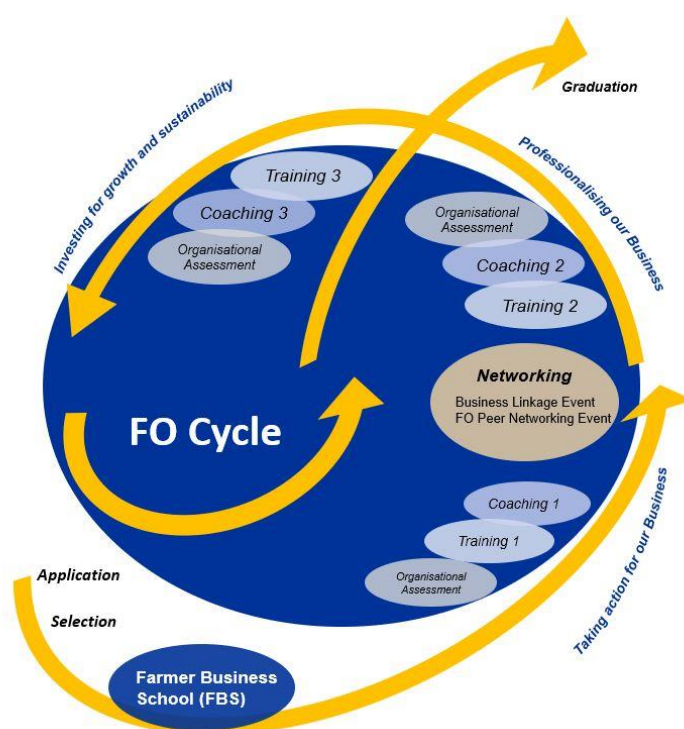 Graduation
Investing for growth and sustainability
Professionalising our Business
Training 3
Coaching 3
Organisational
Assessment
Organisational
Assessment
Coaching 2
Training 2
Networking
Business Linkage Event
FO Peer Networking Event
FO Cycle
Coaching 1
Training 1
Organisational
Assessment
Taking action for our Business
Application
Selection
Farmer Business
School (FBS)